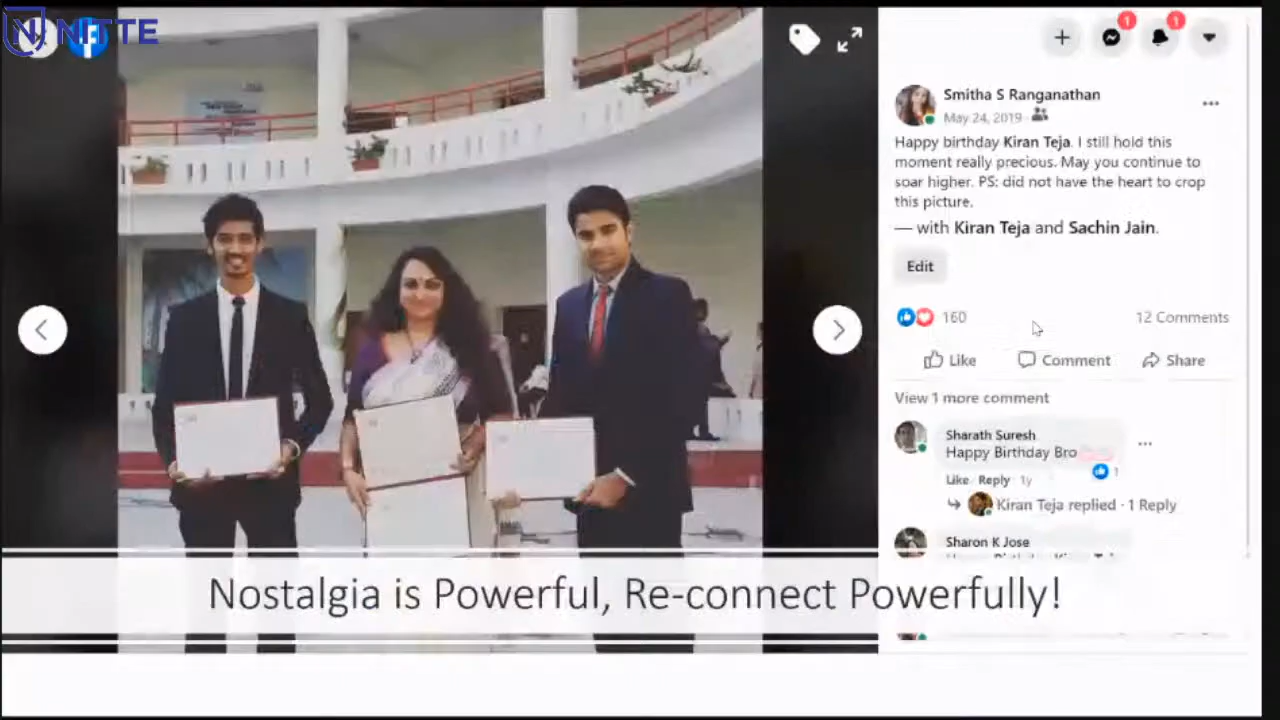 NITTE
1
1
Smitha S Ranganathan
May 24, 2019
Happy birthday Kiran Teja. I still hold this
moment really precious. May you continue to
soar higher. PS: did not have the heart to crop
this picture.
— with Kiran Teja and Sachin Jain.
Edit
160
12 Comments
Like
Comment
Share
View 1 more comment
Sharath Suresh
Happy Birthday Bro
1
Like · Reply · 1y
Kiran Teja replied · 1 Reply
Sharon K Jose
Nostalgia is Powerful, Re-connect Powerfully!